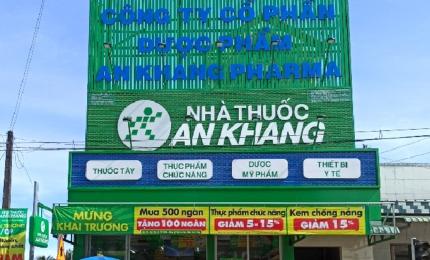 CÔNG TY CỔ PHẦN
DƯỢC PHẨM
AN KHANG PHARMA
NHÀ THUỐC
AN KHANG
THUỐC TÂY
THỰC PHẨM
CHỨC NĂNG
DƯỢC
MỸ PHẨM
THIẾT BỊ
Y TẾ
MỪNG
KHAI TRƯƠNG
Mua 500 ngàn
TẶNG 100 NGÀN
Thực phẩm chức năng
GIẢM 5-15%
Kem chống nắng
GIẢM 15%